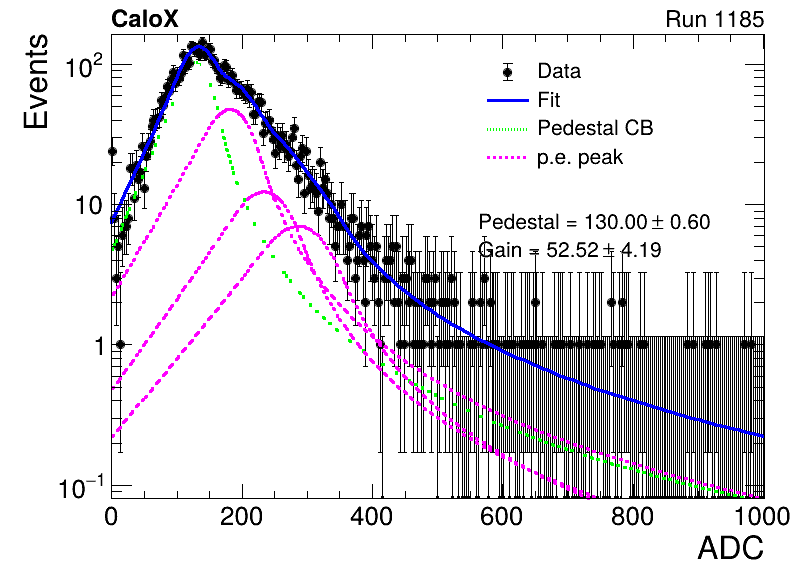 CaloX Run 1185
Events
Data
Fit
Pedestal CB
p.e. peak
Pedestal = 130.00 ± 0.60
Gain = 52.52 ± 4.19
10²
10
1
10⁻¹
0 200 400 600 800 1000
ADC